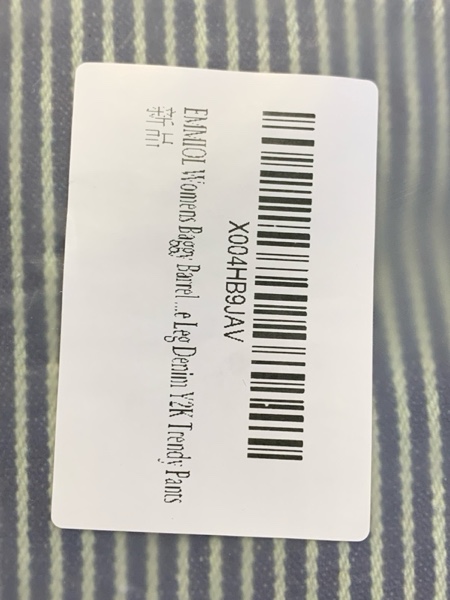 X004HB9JAV
EMMIOL Womens Baggy Barrel...e Leg Denim Y2K Trendy Pants
新品